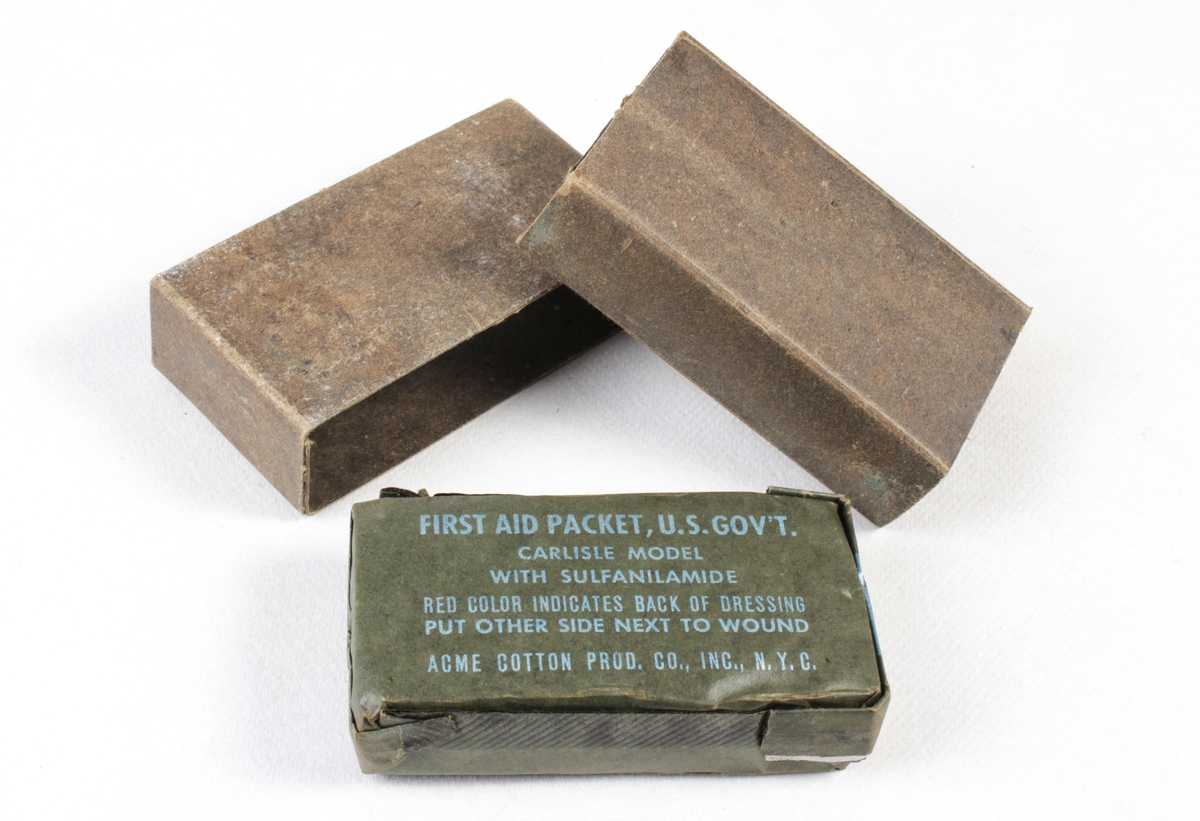 FIRST AID PACKET, U.S. GOV'T.
CARLISLE MODEL
WITH SULFANILAMIDE
RED COLOR INDICATES BACK OF DRESSING
PUT OTHER SIDE NEXT TO WOUND
ACME COTTON PROD. CO., INC., N.Y.C.